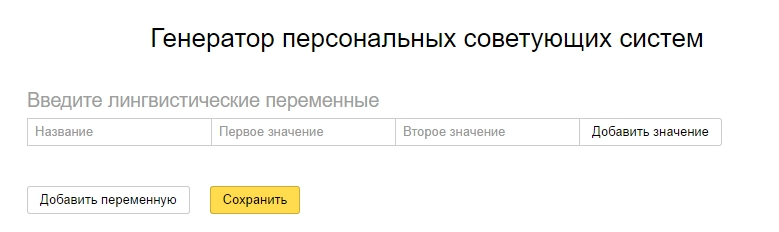 Генератор персональных советующих систем
Введите лингвистические переменные
Название Первое значение Второе значение Добавить значение
Добавить переменную Сохранить